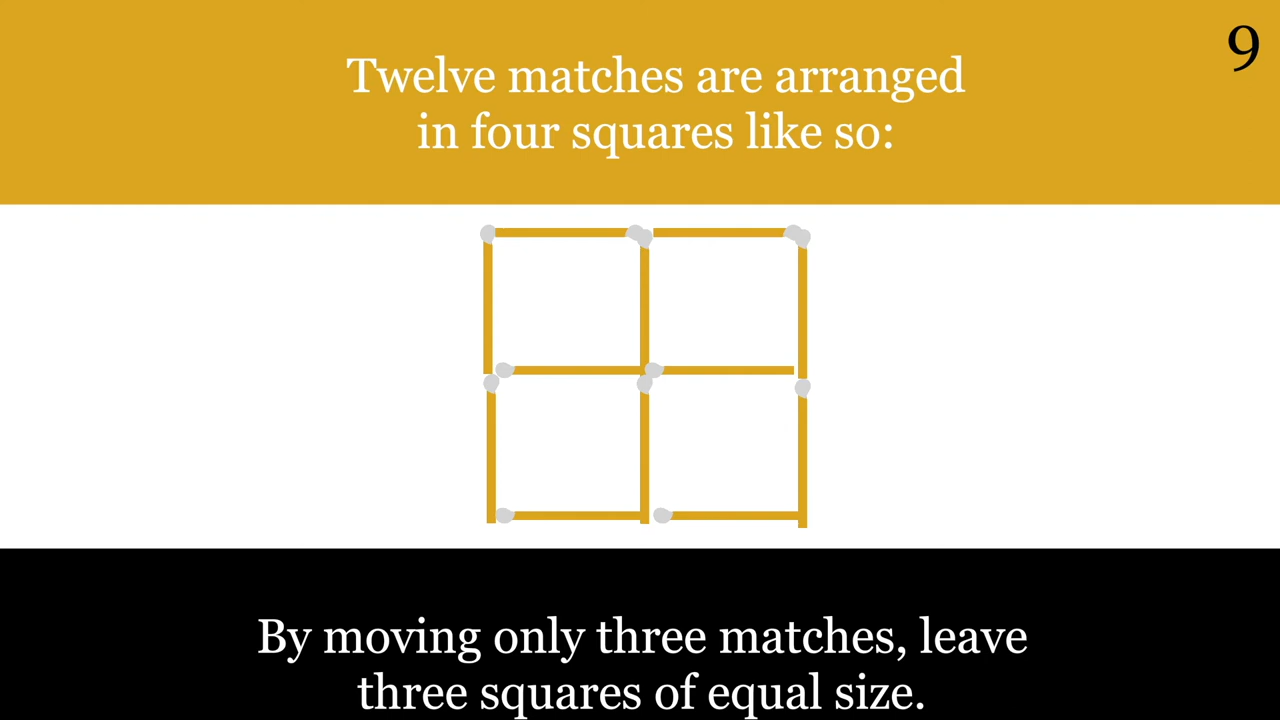 9
Twelve matches are arranged
in four squares like so:
By moving only three matches, leave
three squares of equal size.